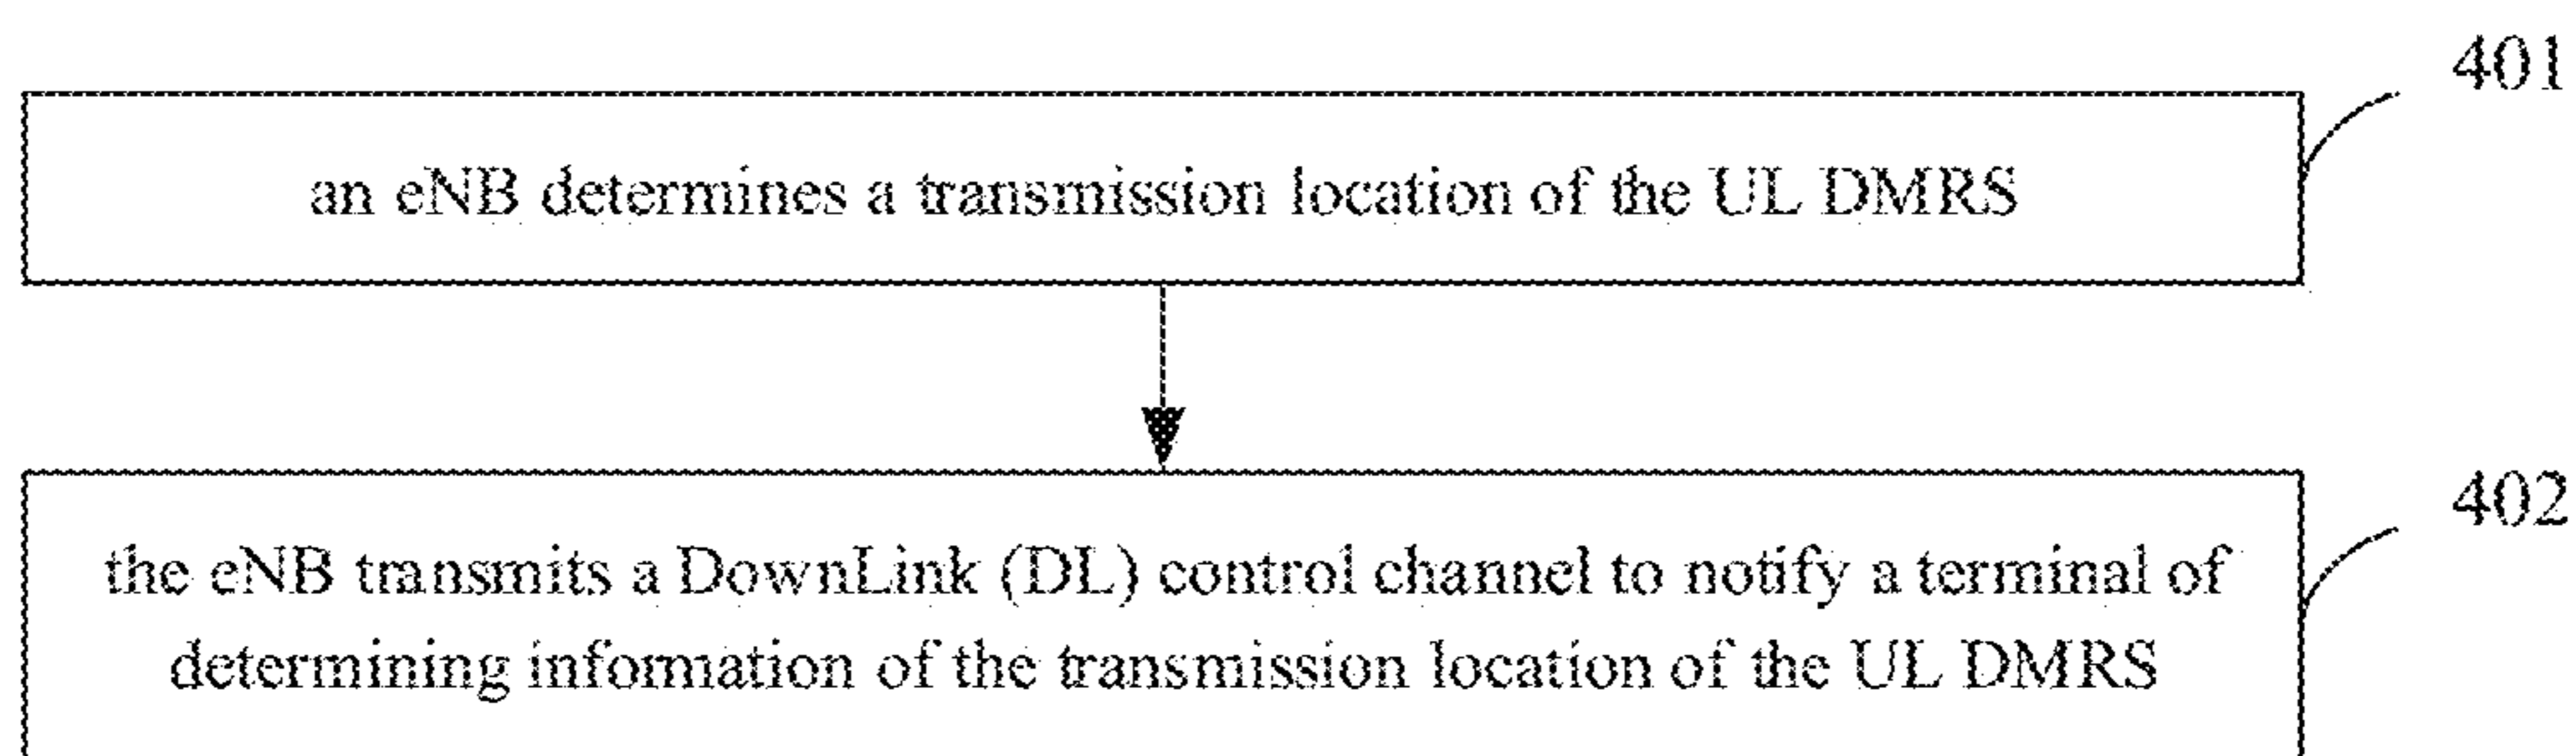 401
an eNB determines a transmission location of the UL DMRS
402
the eNB transmits a DownLink (DL) control channel to notify a terminal of
determining information of the transmission location of the UL DMRS